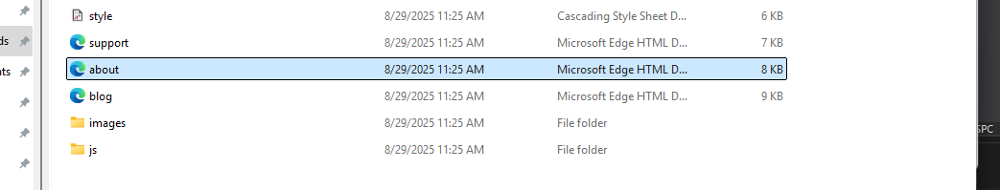 style 8/29/2025 11:25 AM Cascading Style Sheet D... 6 KB
support 8/29/2025 11:25 AM Microsoft Edge HTML D... 7 KB
ds
about 8/29/2025 11:25 AM Microsoft Edge HTML D... 8 KB
nts
blog 8/29/2025 11:25 AM Microsoft Edge HTML D... 9 KB
images 8/29/2025 11:25 AM File folder
SPC
js 8/29/2025 11:25 AM File folder